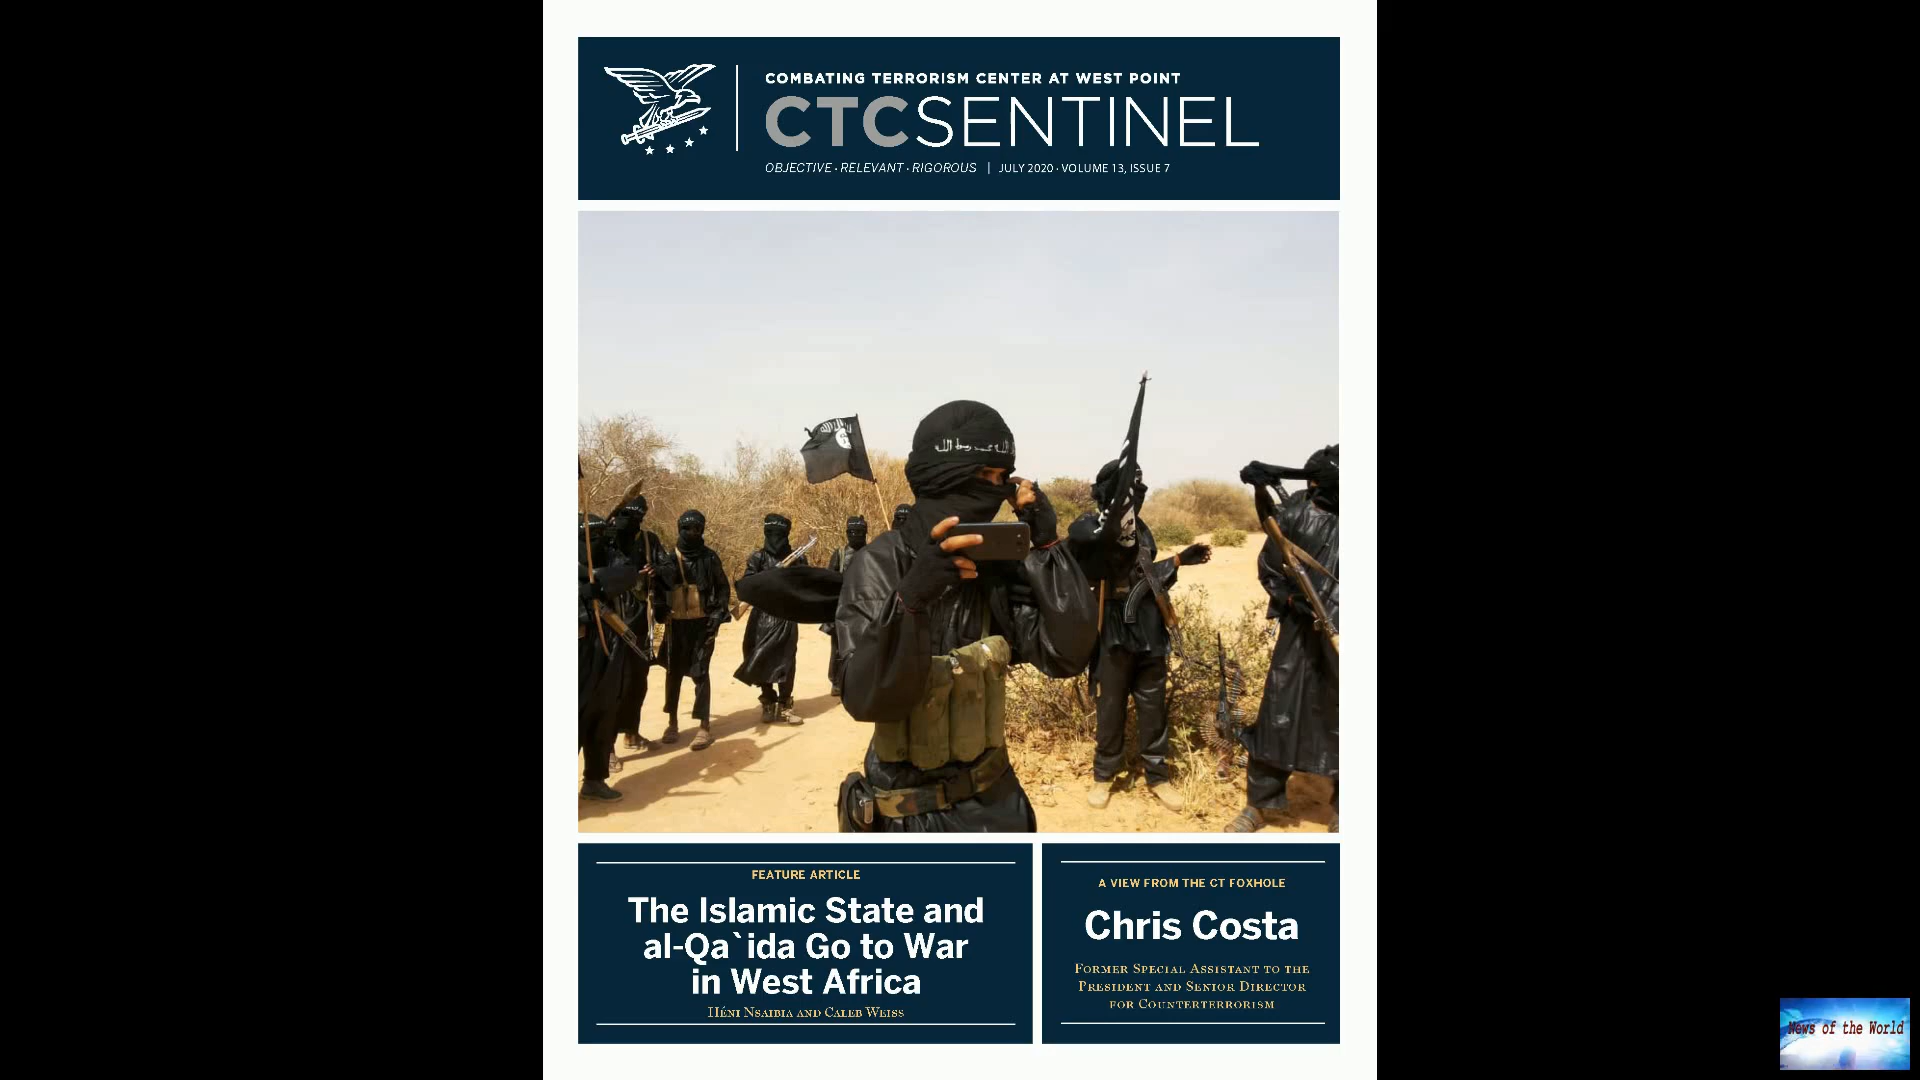 COMBATING TERRORISM CENTER AT WEST POINT
CTCSENTINEL
OBJECTIVE · RELEVANT · RIGOROUS | JULY 2020 · VOLUME 13, ISSUE 7
FEATURE ARTICLE
The Islamic State and
al-Qa`ida Go to War
in West Africa
Héni Nsaibia and Caleb Weiss
A VIEW FROM THE CT FOXHOLE
Chris Costa
Former Special Assistant to the
President and Senior Director
for Counterterrorism
News of the World